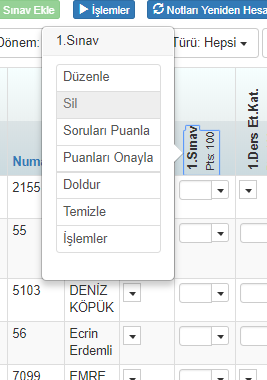 Sınav Ekle
İşlemler
Notları Yeniden Hesa
Dönem:
1.Sınav
Türü: Hepsi
Düzenle
Sil
Soruları Puanla
Puanları Onayla
Doldur
Temizle
İşlemler
Numa
1.Sınav
Pts: 100
1.Ders Et.Kat.
2155
55
5103
DENİZ
KÖPÜK
56
Ecrin
Erdemli
7099
EMRE